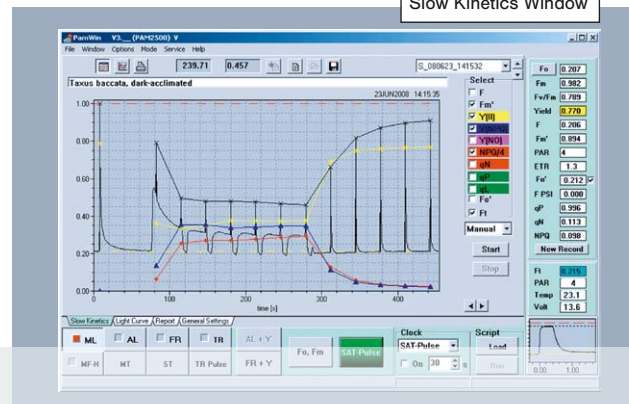 Slow Kinetics Window
ParmWin V3.__ (PAM2500) V
File Window Options Mode Service Help
239.71 0.457 S_080623_141532
Taxus baccata, dark-acclimated
23JUN2008 14:15:35
1.00
0.80
0.60
0.40
0.20
0.00
0 100 200 300 400
time [s]
Select
F
Fm'
Y(II)
Y(NPQ)
Y(NO)
NPQ/4
qN
qP
qL
Fo'
Ft
Manual
Start
Stop
Fo 0.207
Fm 0.982
Fv/Fm 0.789
Yield 0.770
F 0.206
Fm' 0.894
PAR 4
ETR 1.3
Fo' 0.212
F PSI 0.000
qP 0.996
qN 0.113
NPQ 0.098
New Record
Ft 0.215
PAR 4
Temp 23.1
Volt 13.6
Slow Kinetics Light Curve Report General Settings
ML AL FR TR AL + Y
MF-H MT ST TR Pulse FR + Y
Fo, Fm SAT-Pulse
Clock
SAT-Pulse
On 30 s
Script
Load
Run
0.00 1.00